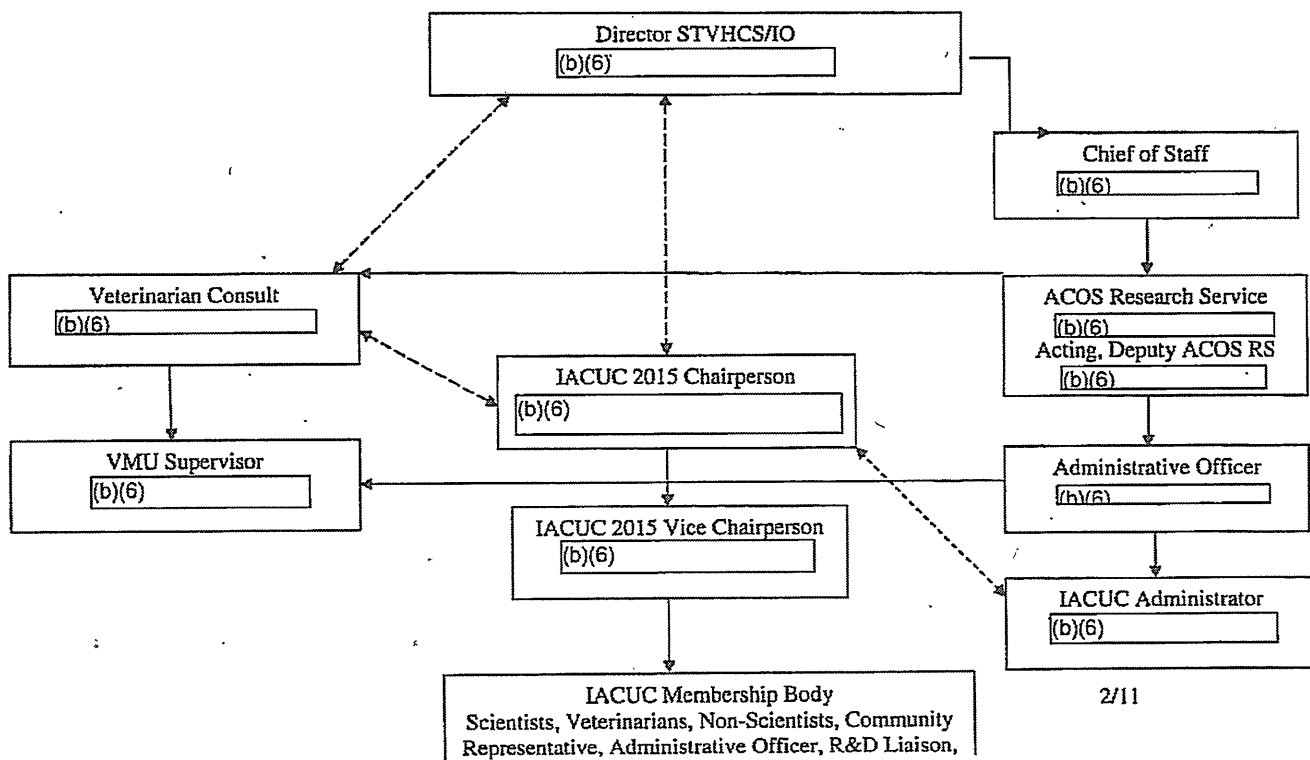 Director STVHCS/IO
(b)(6)
Chief of Staff
(b)(6)
Veterinarian Consult
(b)(6)
ACOS Research Service
(b)(6)
Acting, Deputy ACOS RS
(b)(6)
IACUC 2015 Chairperson
(b)(6)
VMU Supervisor
(b)(6)
Administrative Officer
(b)(6)
IACUC 2015 Vice Chairperson
(b)(6)
IACUC Administrator
(b)(6)
IACUC Membership Body
Scientists, Veterinarians, Non-Scientists, Community
Representative, Administrative Officer, R&D Liaison,
2/11